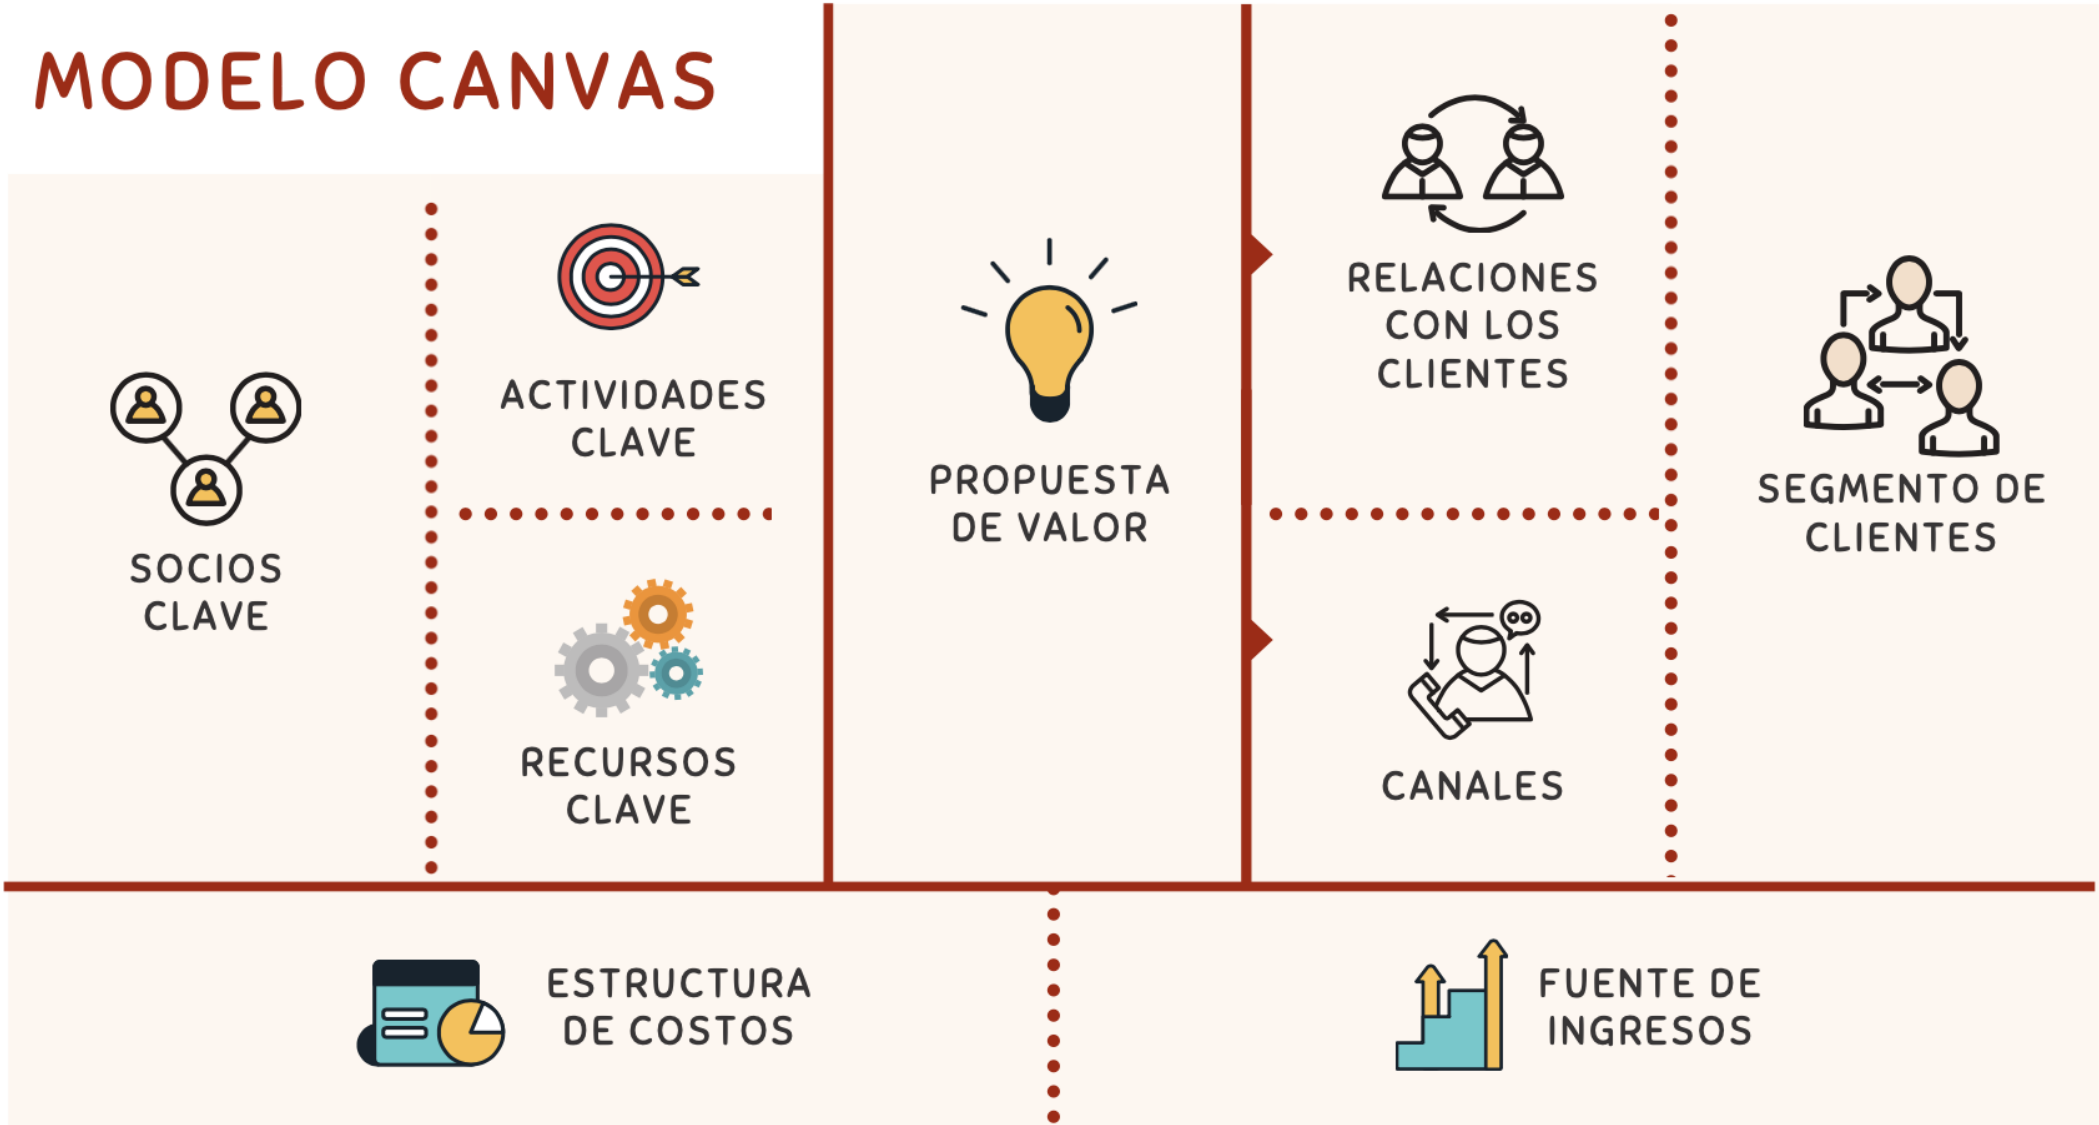 MODELO CANVAS
SOCIOS
CLAVE
ACTIVIDADES
CLAVE
RECURSOS
CLAVE
PROPUESTA
DE VALOR
RELACIONES
CON LOS
CLIENTES
CANALES
SEGMENTO DE
CLIENTES
ESTRUCTURA
DE COSTOS
FUENTE DE
INGRESOS